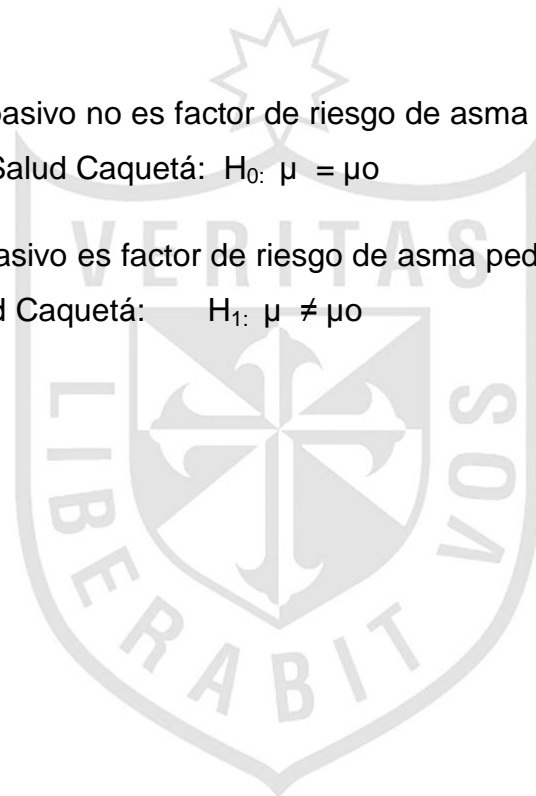 pasivo no es factor de riesgo de asma
Salud Caquetá: H₀: μ = μo
asivo es factor de riesgo de asma ped
d Caquetá: H₁: μ ≠ μo
VERITAS
LIBERABIT VOS